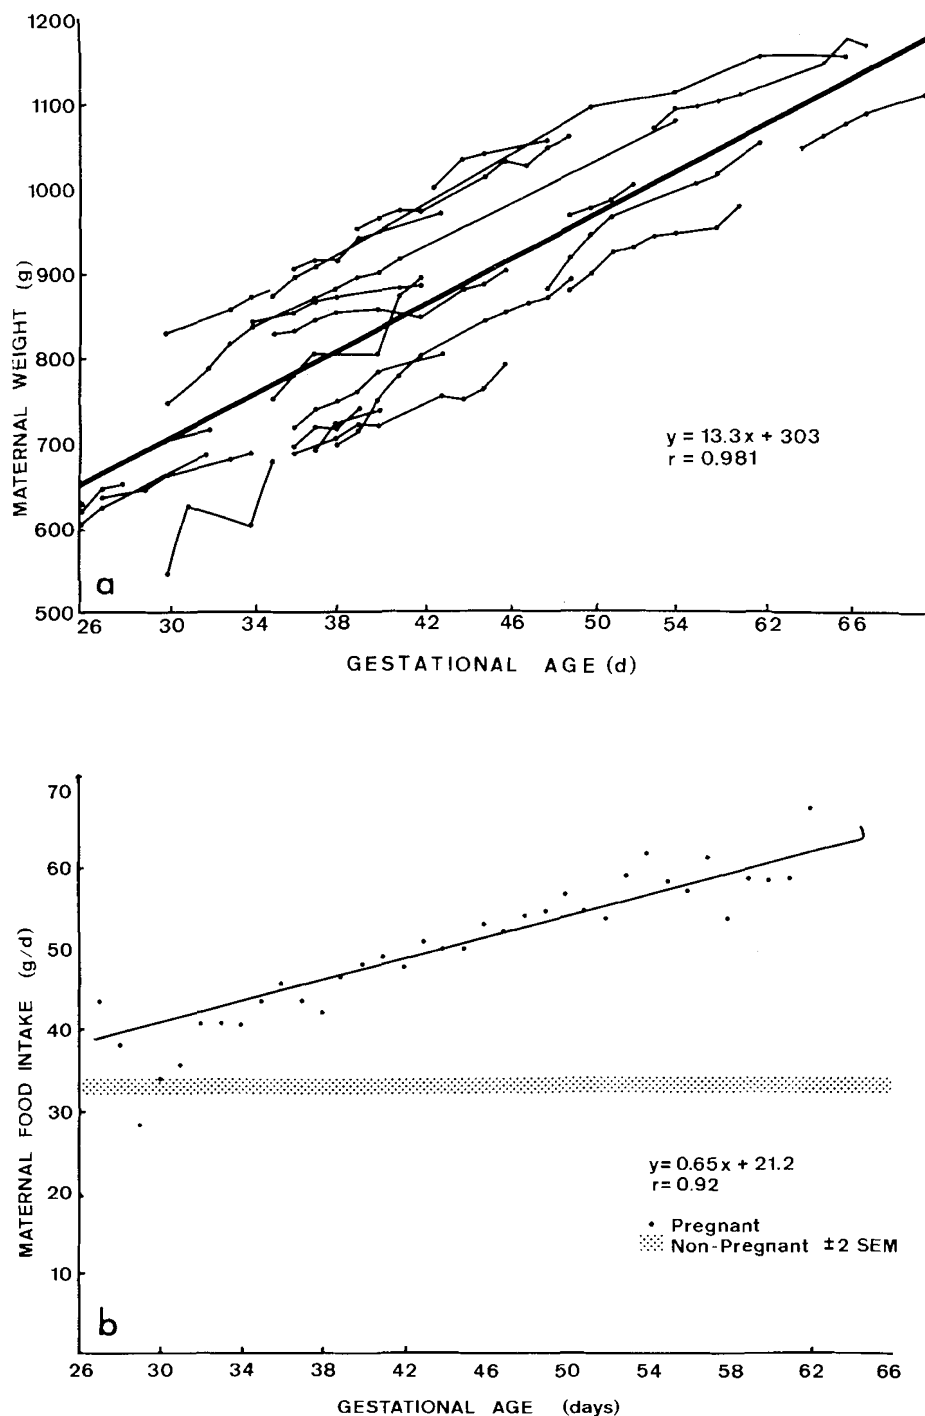 1200
1100
1000
900
800
700
600
500
MATERNAL WEIGHT (g)
y = 13.3x + 303
r = 0.981
a
26 30 34 38 42 46 50 54 62 66
GESTATIONAL AGE (d)
70
60
50
40
30
20
10
MATERNAL FOOD INTAKE (g/d)
y= 0.65x + 21.2
r= 0.92
• Pregnant
Non-Pregnant ±2 SEM
b
26 30 34 38 42 46 50 54 62 66
GESTATIONAL AGE (days)